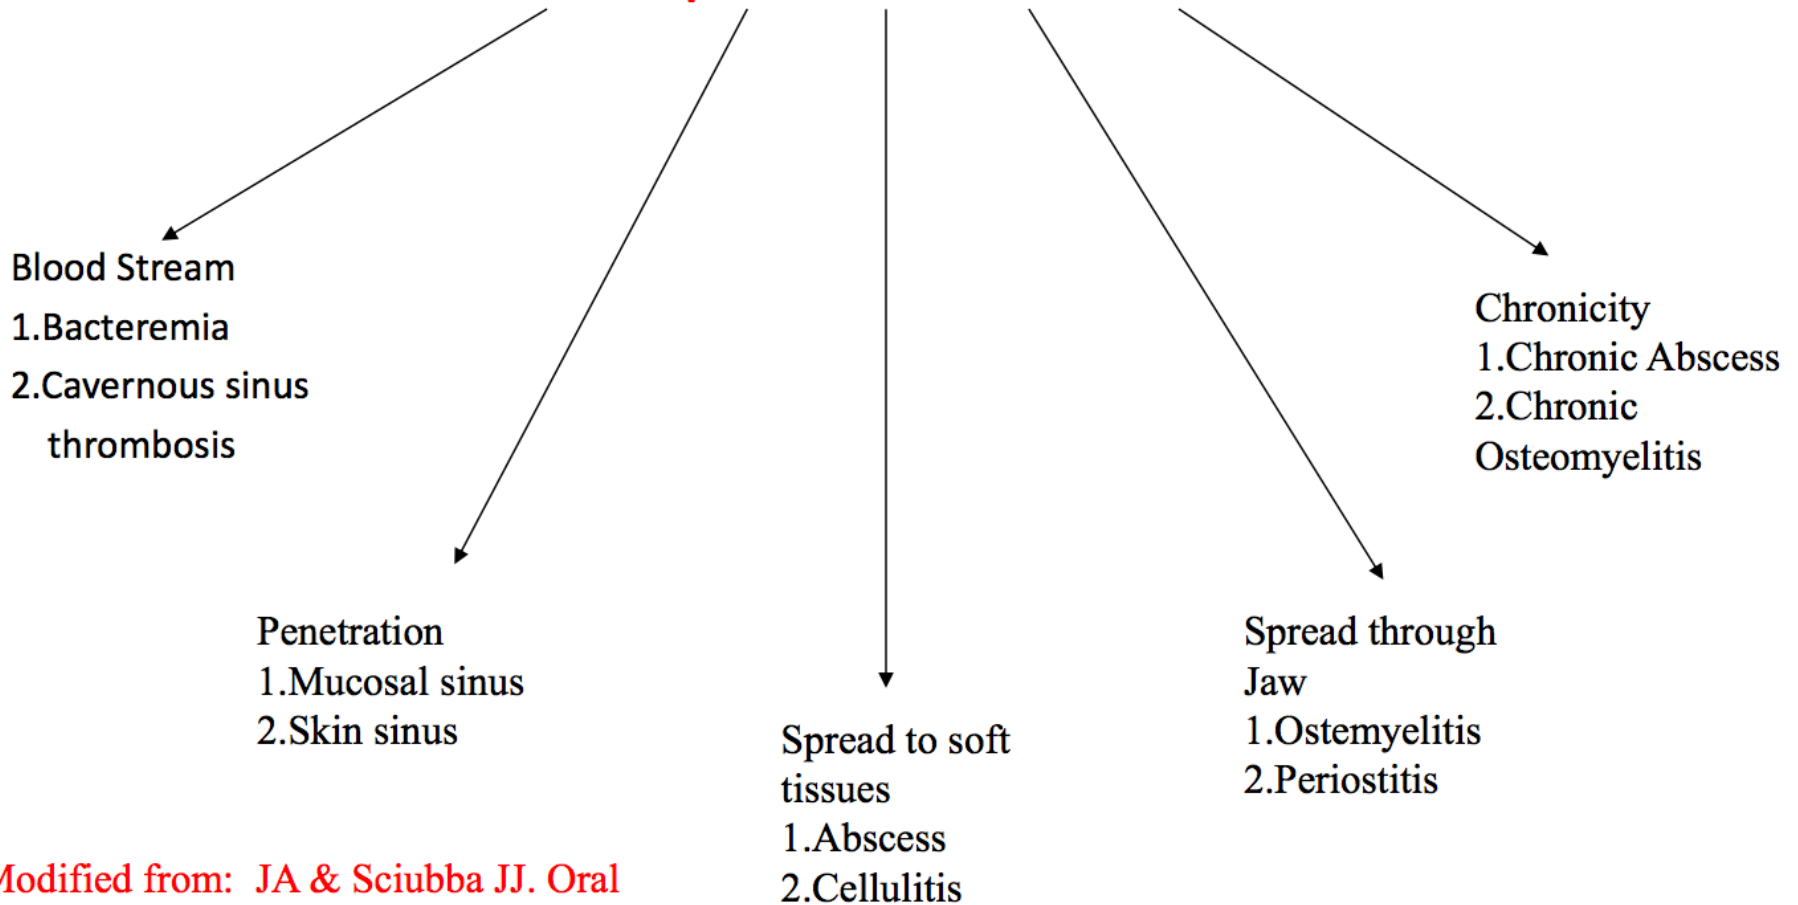 Blood Stream
1.Bacteremia
2.Cavernous sinus
thrombosis
Penetration
1.Mucosal sinus
2.Skin sinus
Spread to soft
tissues
1.Abscess
2.Cellulitis
Spread through
Jaw
1.Ostemyelitis
2.Periostitis
Chronicity
1.Chronic Abscess
2.Chronic
Osteomyelitis
Modified from: JA & Sciubba JJ. Oral